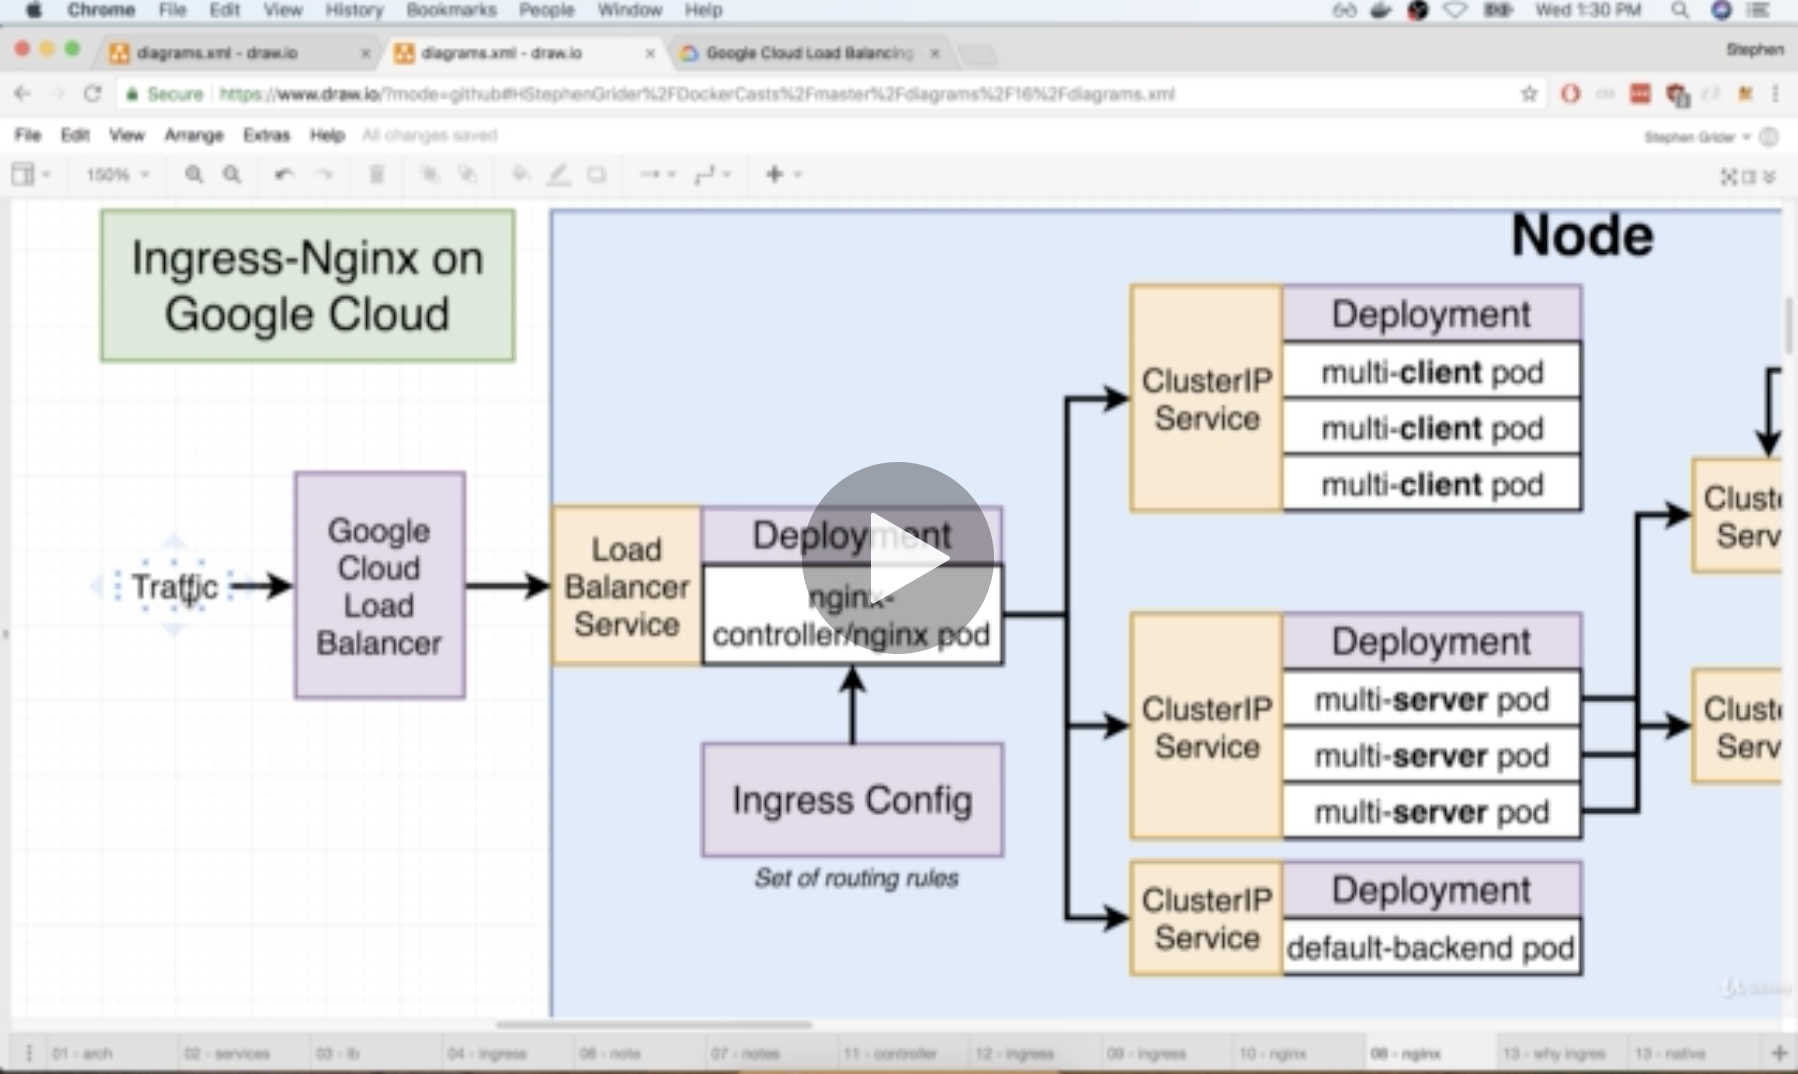 Chrome File Edit View History Bookmarks People Window Help Wed 1:30 PM
diagrams.xml - draw.io
diagrams.xml - draw.io
Google Cloud Load Balancing
Stephen
Secure https://www.draw.io/?mode=github#HStephenGrider%2FDockerCasts%2Fmaster%2Fdiagrams%2F16%2Fdiagrams.xml
File Edit View Arrange Extras Help All changes saved
Stephen Grider
150%
Ingress-Nginx on
Google Cloud
Node
Traffic
Google
Cloud
Load
Balancer
Load
Balancer
Service
Deployment
nginx-
controller/nginx pod
Ingress Config
Set of routing rules
ClusterIP
Service
Deployment
multi-client pod
multi-client pod
multi-client pod
ClusterIP
Service
Deployment
multi-server pod
multi-server pod
multi-server pod
ClusterIP
Service
Deployment
default-backend pod
Cluste
Serv
Cluste
Serv
01 - arch
02 - services
03 - lb
04 - ingress
06 - note
07 - notes
11 - controller
12 - ingress
09 - ingress
10 - nginx
08 - nginx
13 - why ingres
13 - native